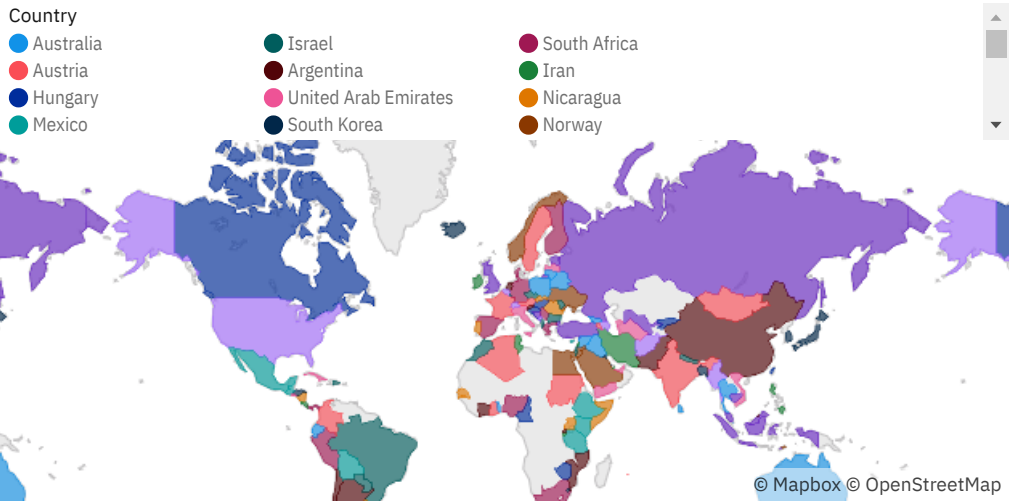 Country
Australia
Israel
South Africa
Austria
Argentina
Iran
Hungary
United Arab Emirates
Nicaragua
Mexico
South Korea
Norway
© Mapbox © OpenStreetMap